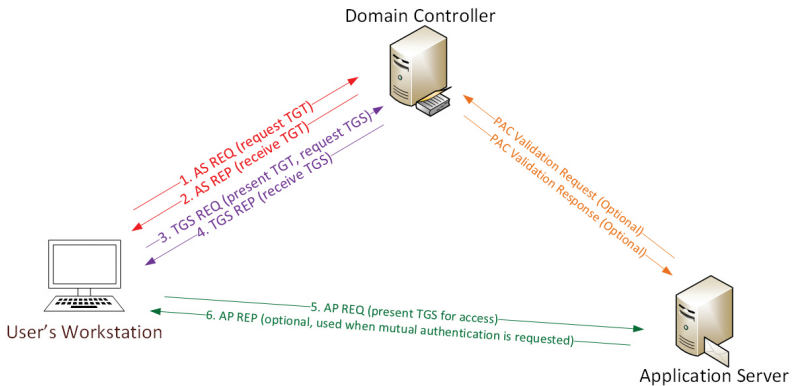 Domain Controller
1. AS REQ (request TGT)
2. AS REP (receive TGT)
3. TGS REQ (present TGT, request TGS)
4. TGS REP (receive TGS)
PAC Validation Request (Optional)
PAC Validation Response (Optional)
User's Workstation
5. AP REQ (present TGS for access)
6. AP REP (optional, used when mutual authentication is requested)
Application Server